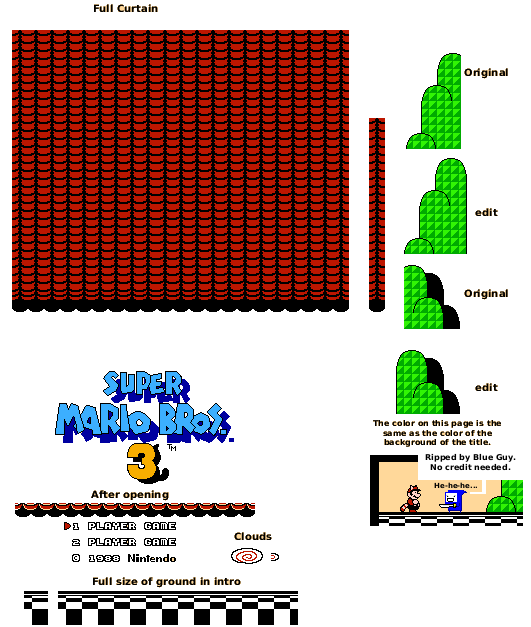 Full Curtain
Original
edit
Original
edit
The color on this page is the
same as the color of the
background of the title.
Ripped by Blue Guy.
No credit needed.
He-he-he...
SUPER
MARIO BROS.
3 TM
After opening
1 PLAYER GAME
2 PLAYER GAME
© 1988 Nintendo
Clouds
Full size of ground in intro